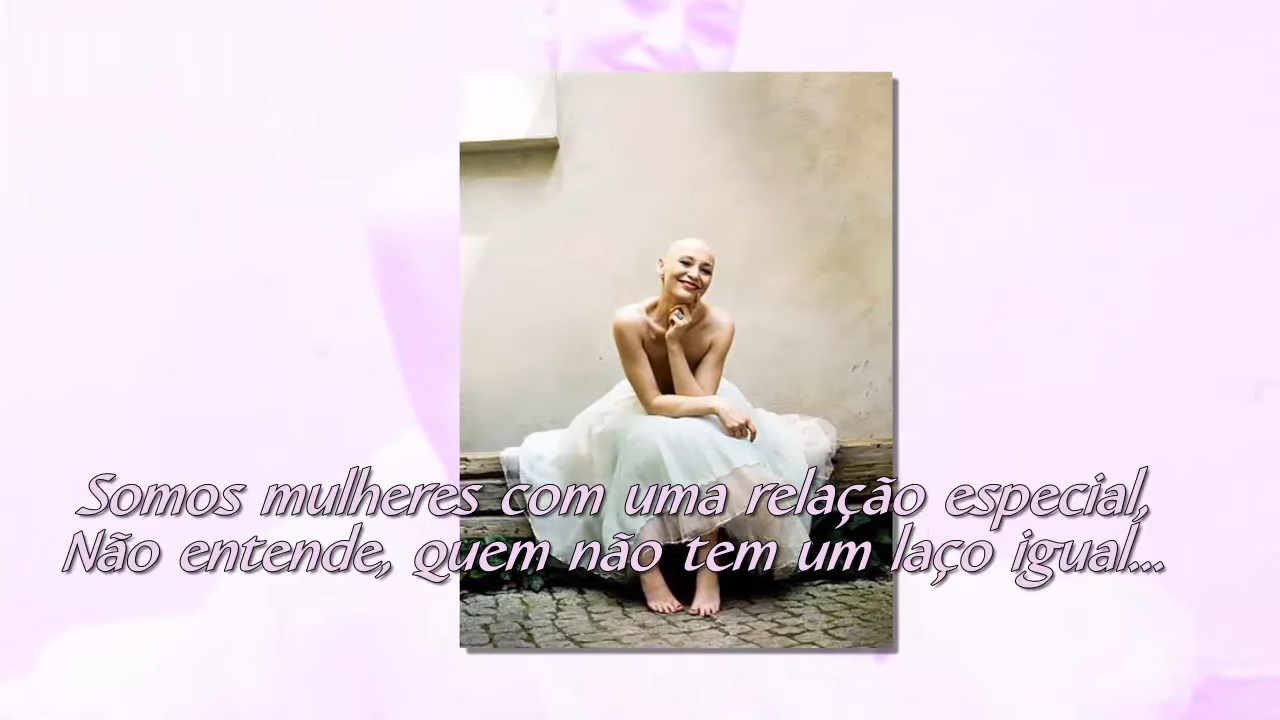 Somos mulheres com uma relação especial,
Não entende, quem não tem um laço igual...